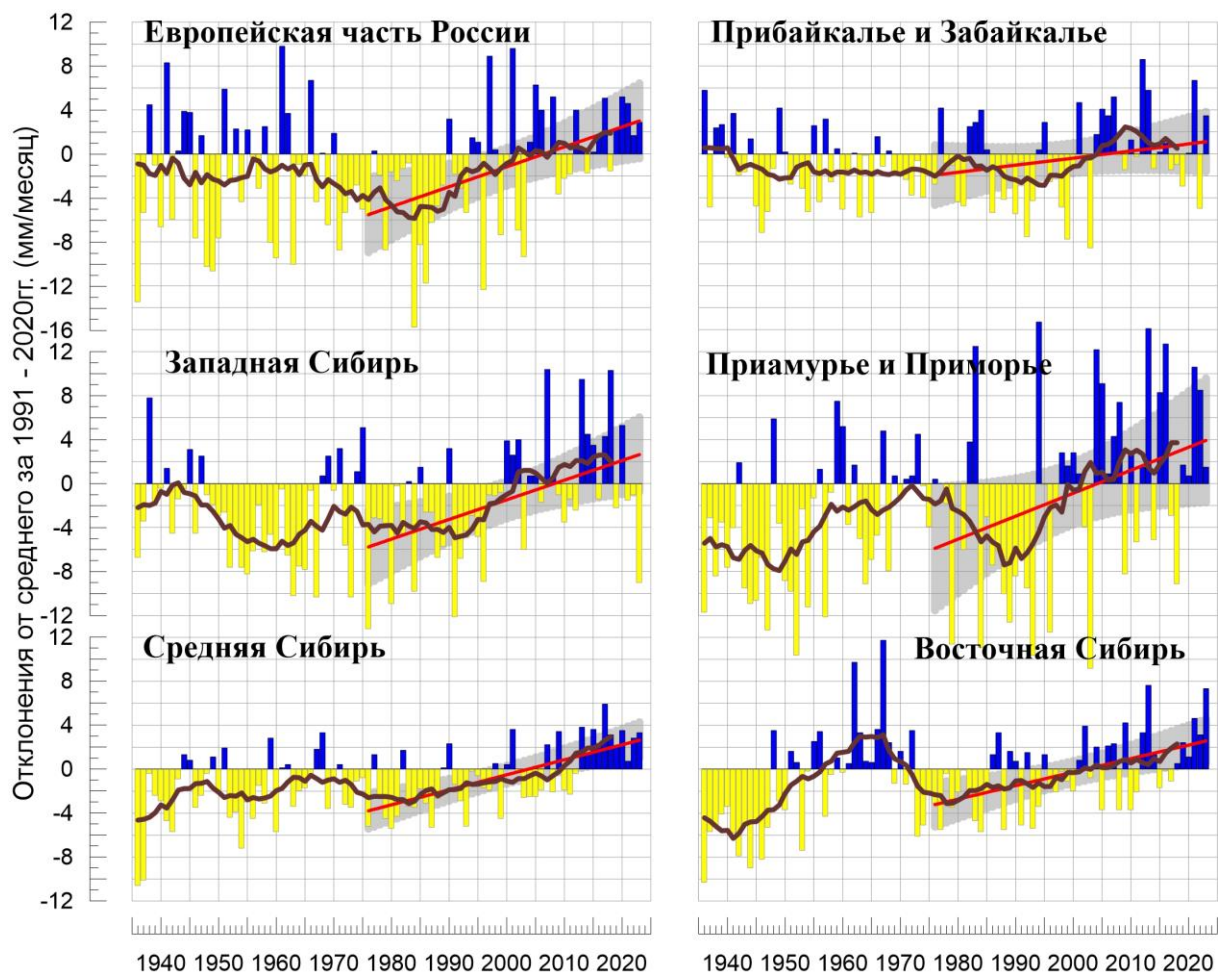 Отклонения от среднего за 1991 - 2020гг. (мм/месяц)
Европейская часть России
Прибайкалье и Забайкалье
12
8
4
0
-4
-8
-12
-16
Западная Сибирь
Приамурье и Приморье
12
8
4
0
-4
-8
-12
Средняя Сибирь
Восточная Сибирь
12
8
4
0
-4
-8
-12
1940 1950 1960 1970 1980 1990 2000 2010 2020
1940 1950 1960 1970 1980 1990 2000 2010 2020